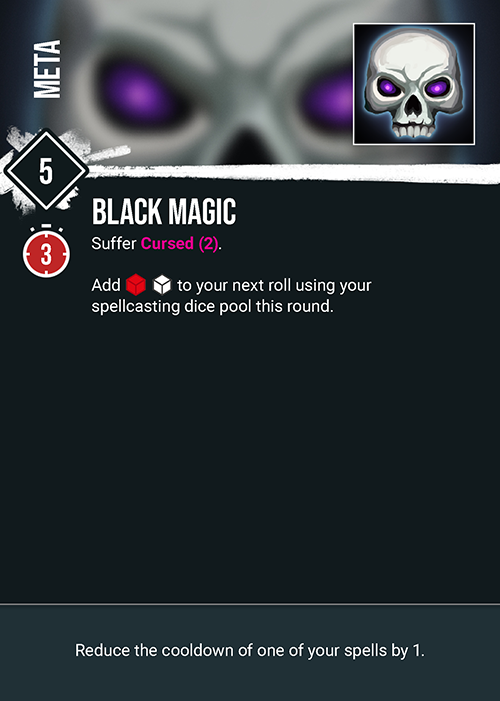 META
5
BLACK MAGIC
3
Suffer Cursed (2).
Add to your next roll using your
spellcasting dice pool this round.
Reduce the cooldown of one of your spells by 1.